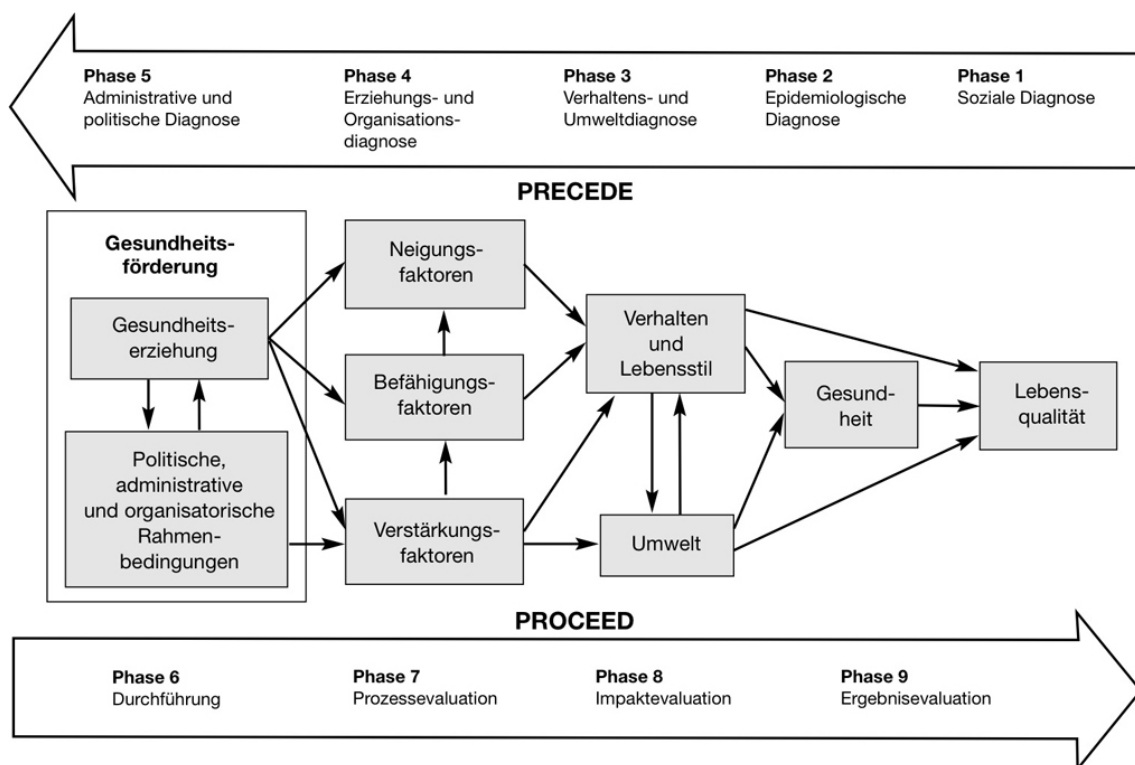 Phase 5
Administrative und
politische Diagnose
Phase 4
Erziehungs- und
Organisations-
diagnose
Phase 3
Verhaltens- und
Umweltdiagnose
Phase 2
Epidemiologische
Diagnose
Phase 1
Soziale Diagnose
PRECEDE
Gesundheits-
förderung
Gesundheits-
erziehung
Politische,
administrative
und organisatorische
Rahmen-
bedingungen
Neigungs-
faktoren
Befähigungs-
faktoren
Verstärkungs-
faktoren
Verhalten
und
Lebensstil
Umwelt
Gesund-
heit
Lebens-
qualität
PROCEED
Phase 6
Durchführung
Phase 7
Prozessevaluation
Phase 8
Impaktevaluation
Phase 9
Ergebnisevaluation